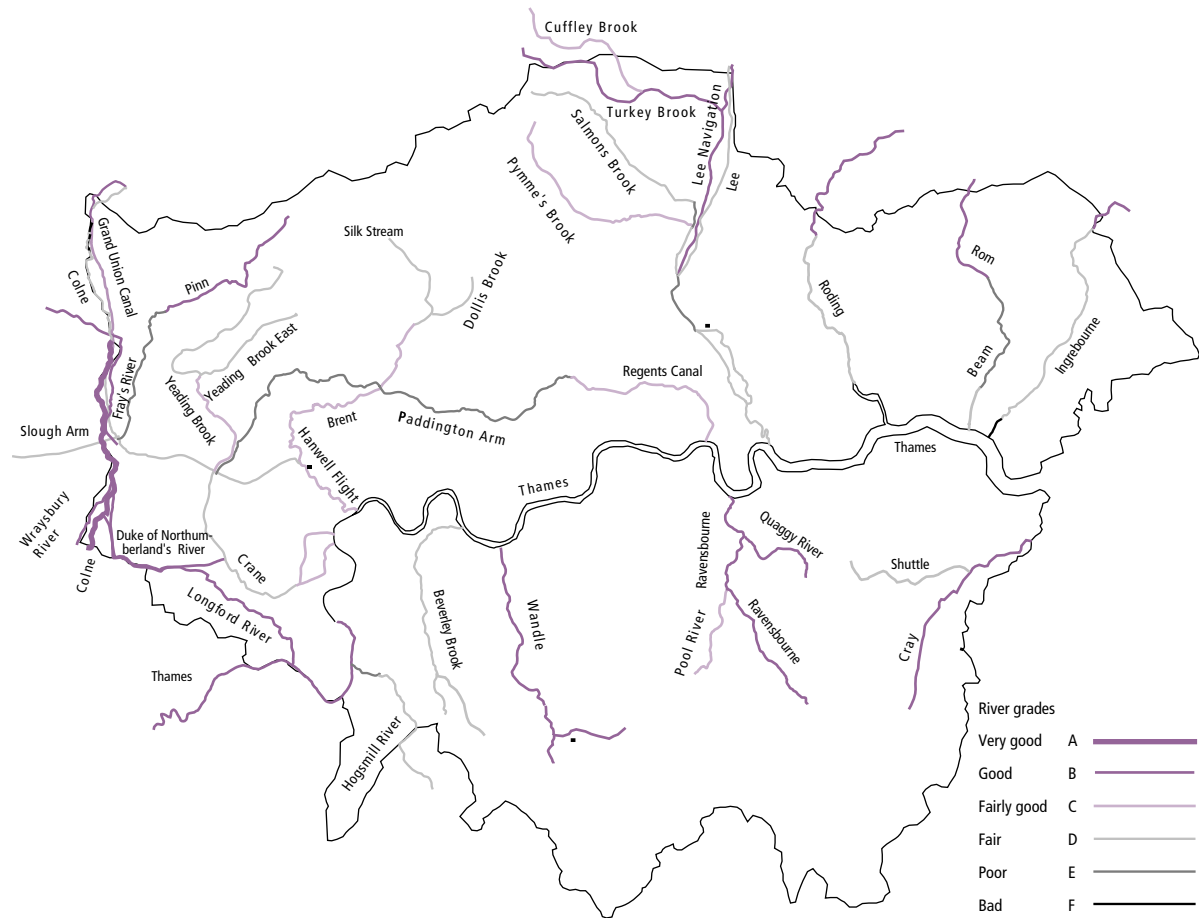 Cuffley Brook
Turkey Brook
Salmons Brook
Lee Navigation
Lee
Pymme's Brook
Grand Union Canal
Colne
Silk Stream
Dollis Brook
Pinn
Roding
Rom
Beam
Ingrebourne
Fray's River
Yeading Brook East
Yeading Brook
Regents Canal
Brent
Paddington Arm
Slough Arm
Hanwell Flight
Thames
Thames
Wraysbury
River
Duke of Northum-
berland's River
Colne
Crane
Ravensbourne
Quaggy River
Shuttle
Longford River
Beverley Brook
Wandle
Pool River
Ravensbourne
Cray
Thames
Hogsmill River
River grades
Very good A
Good B
Fairly good C
Fair D
Poor E
Bad F